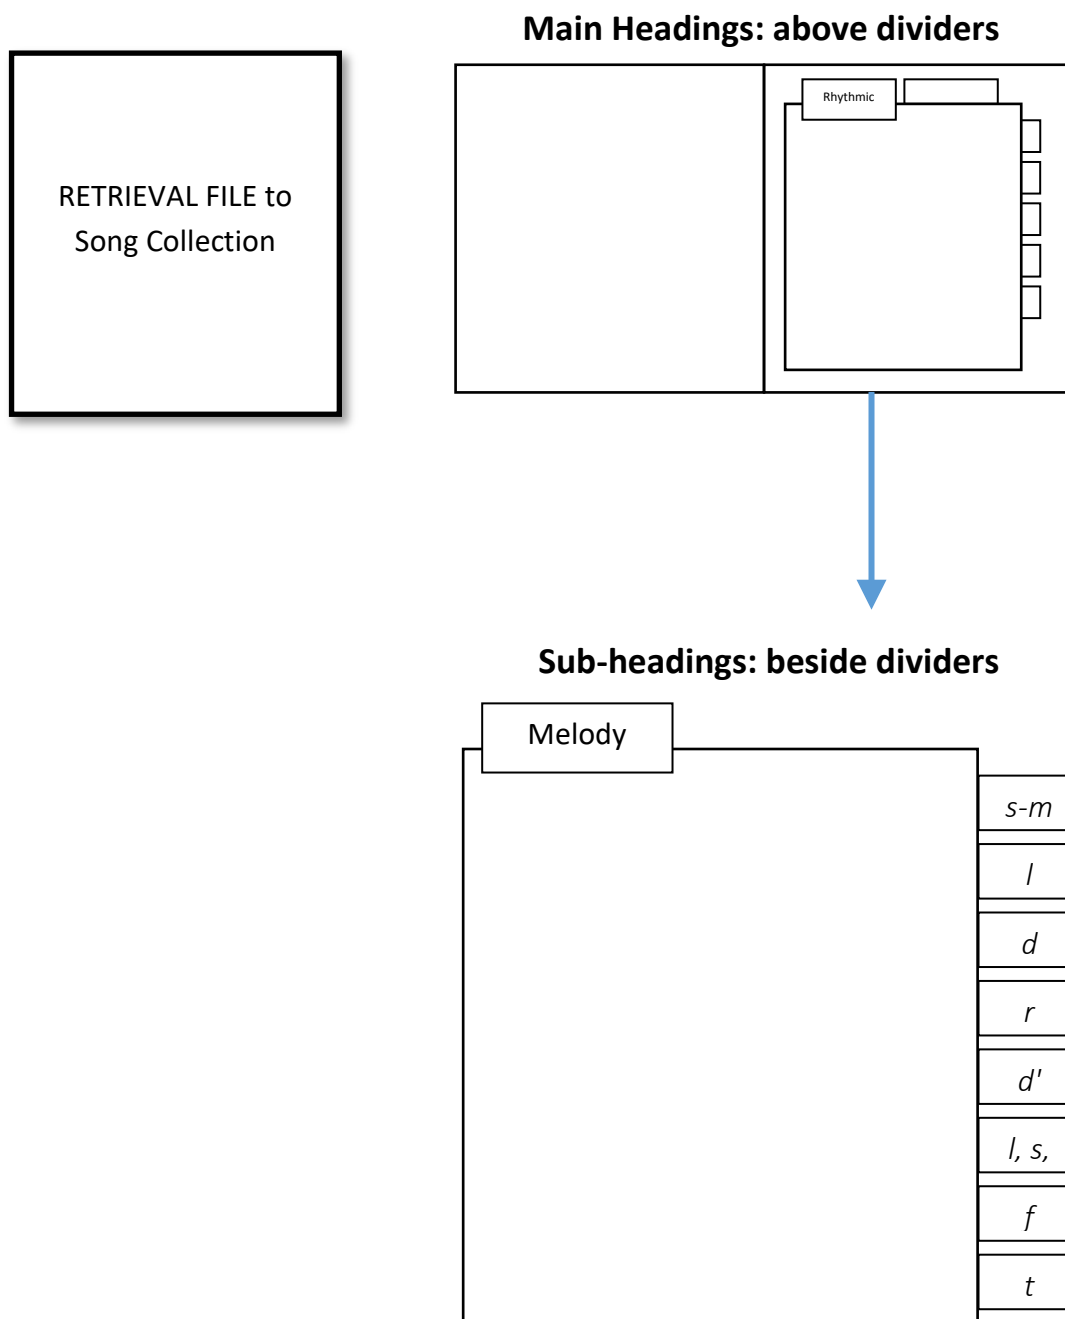 Main Headings: above dividers
RETRIEVAL FILE to
Song Collection
Rhythmic
Sub-headings: beside dividers
Melody
s-m
l
d
r
d'
l, s,
f
t